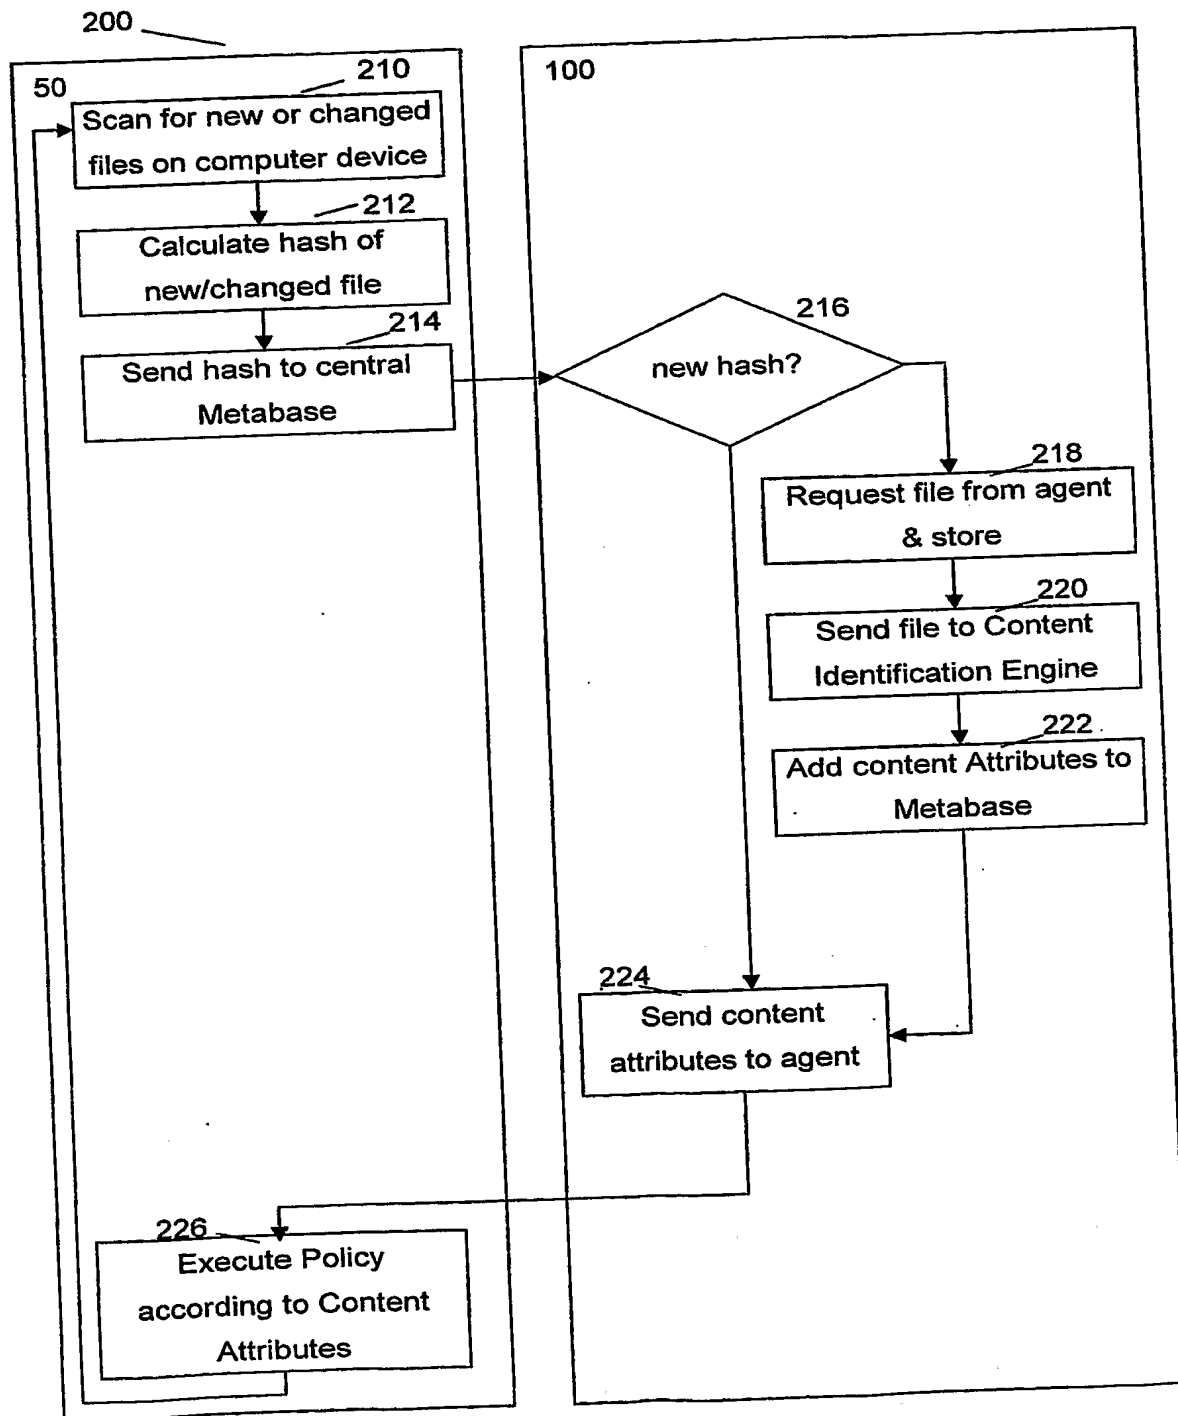 200
50
210
Scan for new or changed
files on computer device
212
Calculate hash of
new/changed file
214
Send hash to central
Metabase
100
216
new hash?
218
Request file from agent
& store
220
Send file to Content
Identification Engine
222
Add content Attributes to
Metabase
224
Send content
attributes to agent
226
Execute Policy
according to Content
Attributes